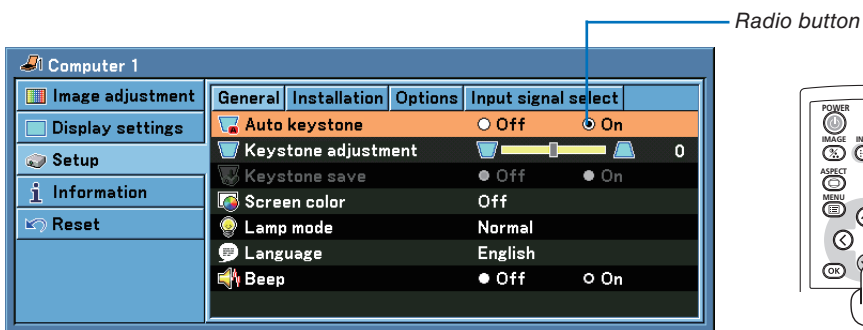 Radio button
Computer 1
Image adjustment
Display settings
Setup
Information
Reset
General Installation Options Input signal select
Auto keystone Off On
Keystone adjustment 0
Keystone save Off On
Screen color Off
Lamp mode Normal
Language English
Beep Off On
POWER
IMAGE IN
ASPECT
MENU
OK